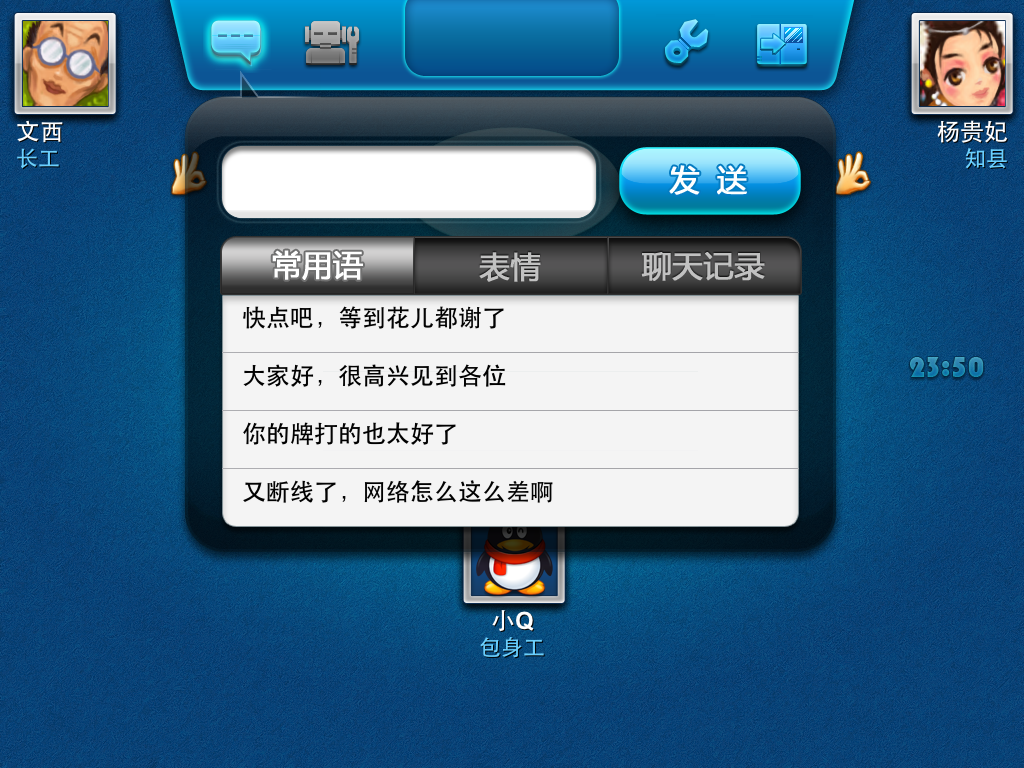 文西
长工
杨贵妃
知县
发 送
常用语 表情 聊天记录
快点吧，等到花儿都谢了
大家好，很高兴见到各位
你的牌打的也太好了
又断线了，网络怎么这么差啊
23:50
小Q
包身工